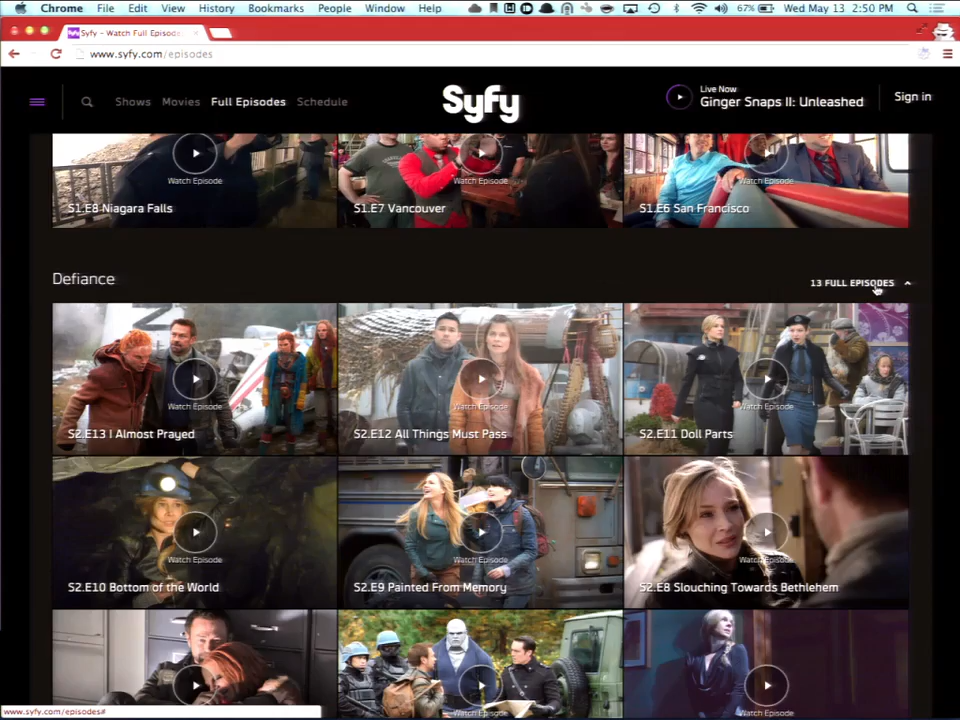 Chrome File Edit View History Bookmarks People Window Help 67% Wed May 13 2:50 PM
Syfy - Watch Full Episode
www.syfy.com/episodes
Shows Movies Full Episodes Schedule
Syfy
Live Now
Ginger Snaps II: Unleashed
Sign in
Watch Episode Watch Episode Watch Episode
S1.E8 Niagara Falls S1.E7 Vancouver S1.E6 San Francisco
Defiance 13 FULL EPISODES
Watch Episode Watch Episode Watch Episode
S2.E13 I Almost Prayed S2.E12 All Things Must Pass S2.E11 Doll Parts
Watch Episode Watch Episode Watch Episode
S2.E10 Bottom of the World S2.E9 Painted From Memory S2.E8 Slouching Towards Bethlehem
Watch Episode Watch Episode Watch Episode
www.syfy.com/episodes#